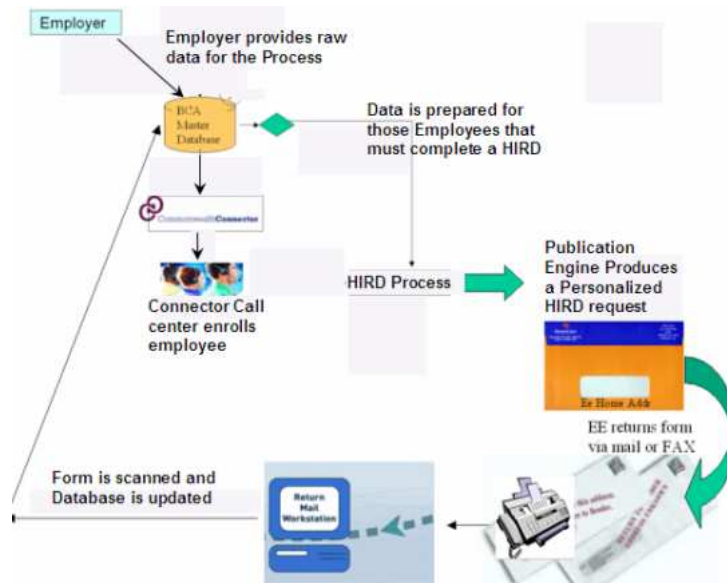 Employer
Employer provides raw
data for the Process
BCA
Master
Database
Data is prepared for
those Employees that
must complete a HIRD
CommonwealthConnector
Connector Call
center enrolls
employee
HIRD Process
Publication
Engine Produces
a Personalized
HIRD request
Ee Home Addr
EE returns form
via mail or FAX
Form is scanned and
Database is updated
Return
Mail
Workstation